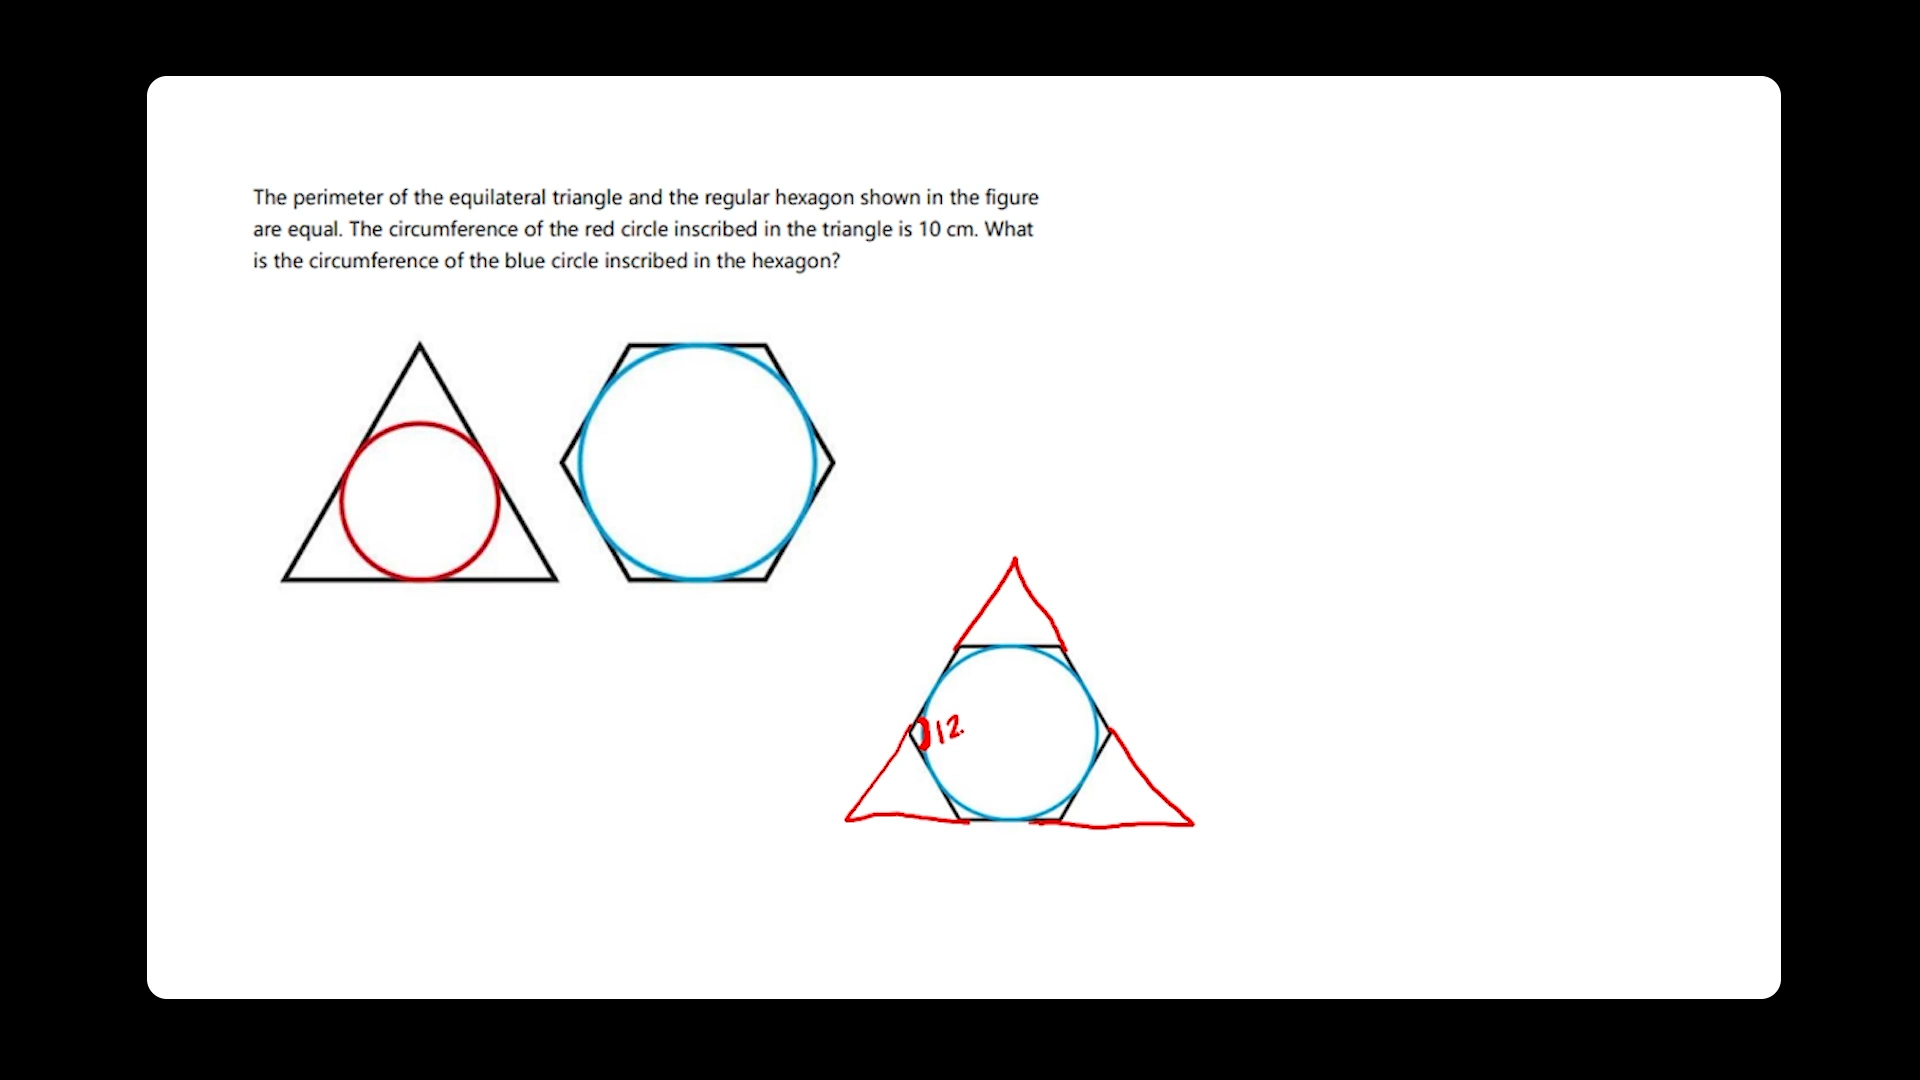 The perimeter of the equilateral triangle and the regular hexagon shown in the figure
are equal. The circumference of the red circle inscribed in the triangle is 10 cm. What
is the circumference of the blue circle inscribed in the hexagon?
12